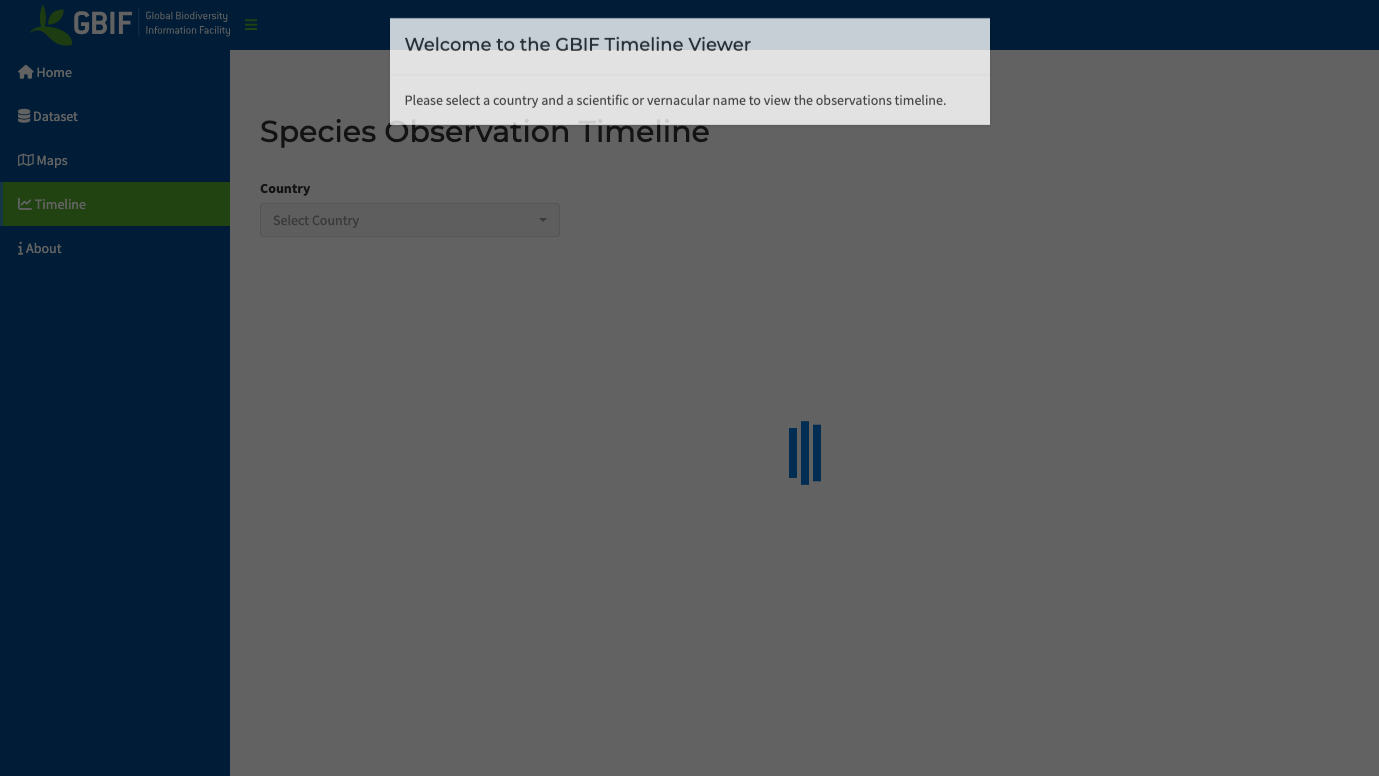 GBIF
Global Biodiversity
Information Facility
Welcome to the GBIF Timeline Viewer
Home
Please select a country and a scientific or vernacular name to view the observations timeline.
Dataset
Species Observation Timeline
Maps
Country
Timeline
Select Country
About